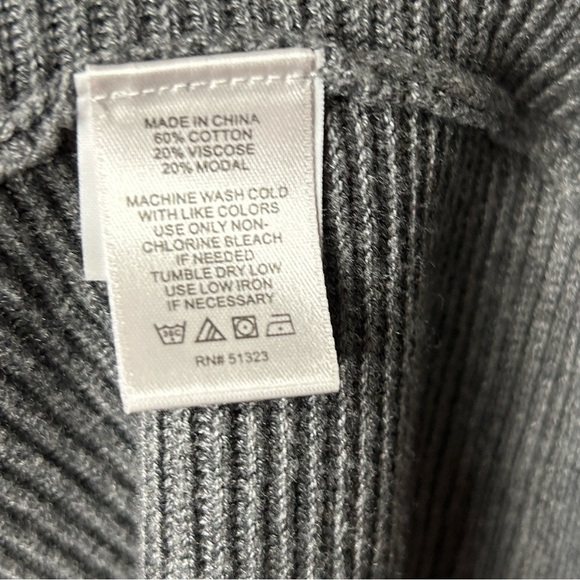 MADE IN CHINA
60% COTTON
20% VISCOSE
20% MODAL
MACHINE WASH COLD
WITH LIKE COLORS
USE ONLY NON-
CHLORINE BLEACH
IF NEEDED
TUMBLE DRY LOW
USE LOW IRON
IF NECESSARY
RN# 51323